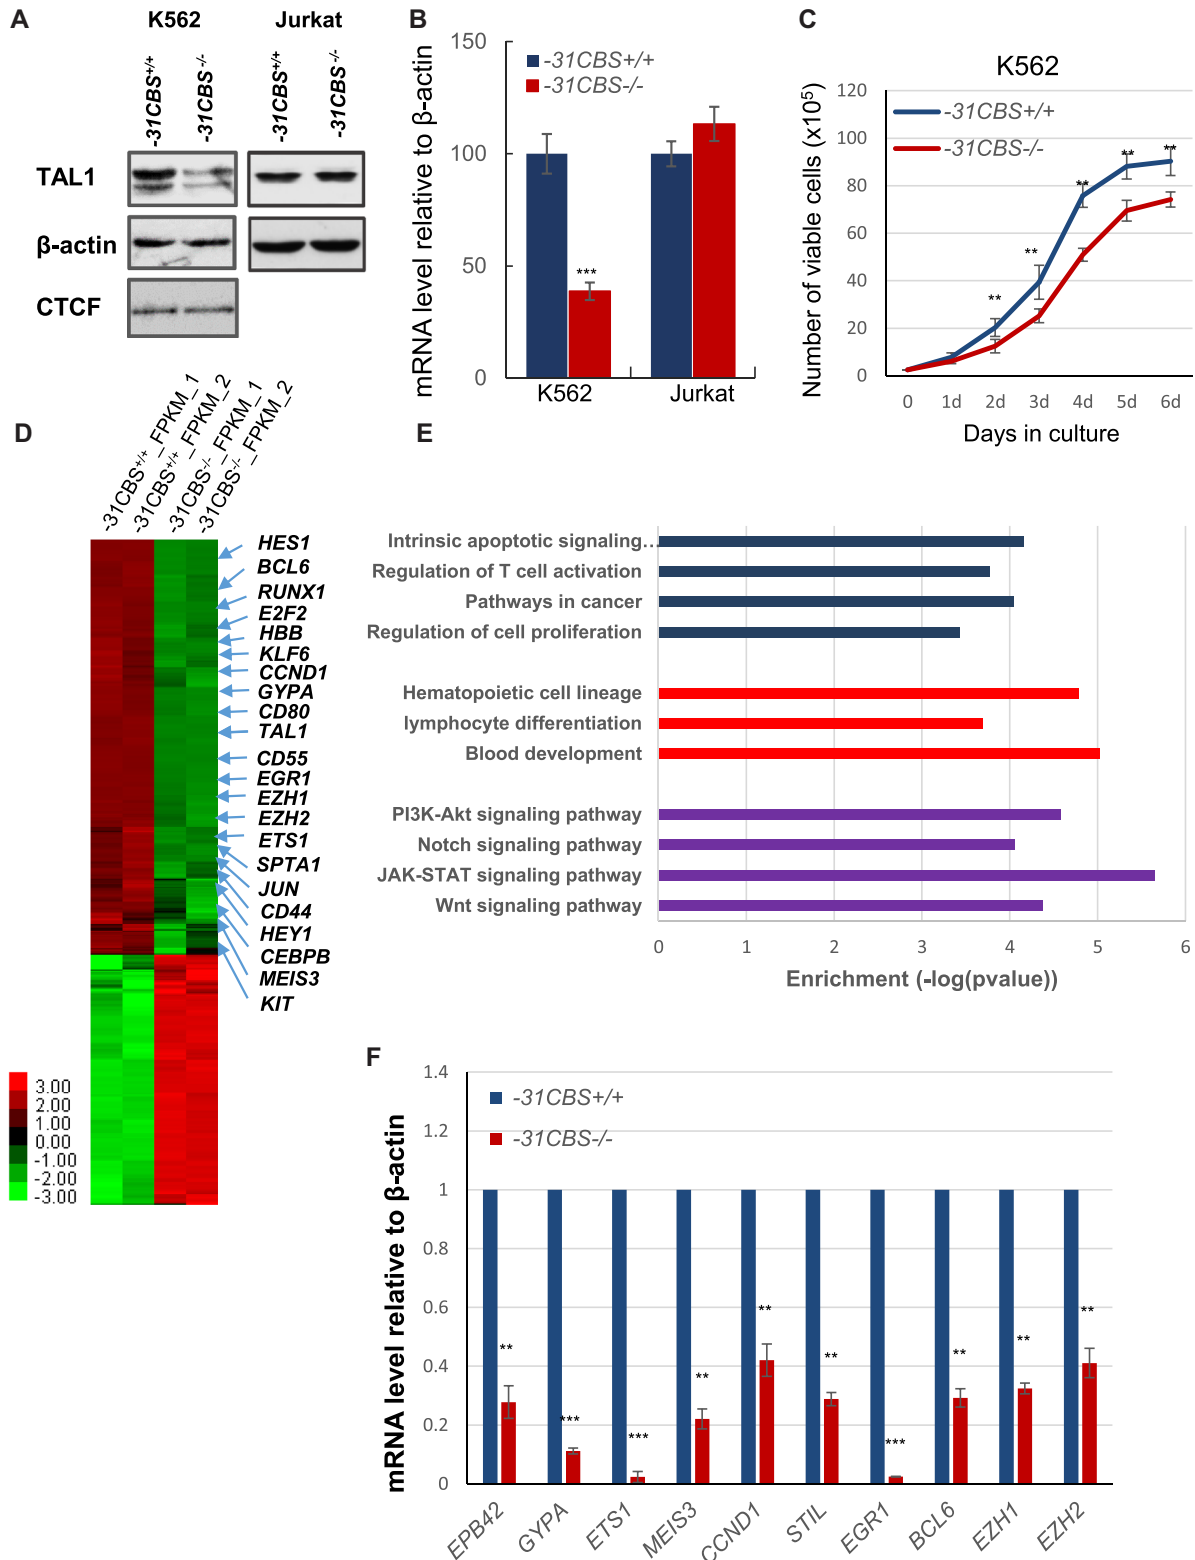 A
K562
Jurkat
-31CBS+/+
-31CBS-/-
-31CBS+/+
-31CBS-/-
TAL1
β-actin
CTCF
B
mRNA level relative to β-actin
150
100
50
0
-31CBS+/+
-31CBS-/-
***
K562
Jurkat
C
K562
Number of viable cells (x10⁵)
120
100
80
60
40
20
0
-31CBS+/+
-31CBS-/-
**
**
**
**
**
0 1d 2d 3d 4d 5d 6d
Days in culture
D
-31CBS+/+_FPKM_1
-31CBS+/+_FPKM_2
-31CBS-/-_FPKM_1
-31CBS-/-_FPKM_2
HES1
BCL6
RUNX1
E2F2
HBB
KLF6
CCND1
GYPA
CD80
TAL1
CD55
EGR1
EZH1
EZH2
ETS1
SPTA1
JUN
CD44
HEY1
CEBPB
MEIS3
KIT
3.00
2.00
1.00
0.00
-1.00
-2.00
-3.00
E
Intrinsic apoptotic signaling...
Regulation of T cell activation
Pathways in cancer
Regulation of cell proliferation
Hematopoietic cell lineage
lymphocyte differentiation
Blood development
PI3K-Akt signaling pathway
Notch signaling pathway
JAK-STAT signaling pathway
Wnt signaling pathway
0 1 2 3 4 5 6
Enrichment (-log(pvalue))
F
mRNA level relative to β-actin
1.4
1.2
1
0.8
0.6
0.4
0.2
0
-31CBS+/+
-31CBS-/-
**
***
***
**
**
**
***
**
**
**
EPB42
GYPA
ETS1
MEIS3
CCND1
STIL
EGR1
BCL6
EZH1
EZH2